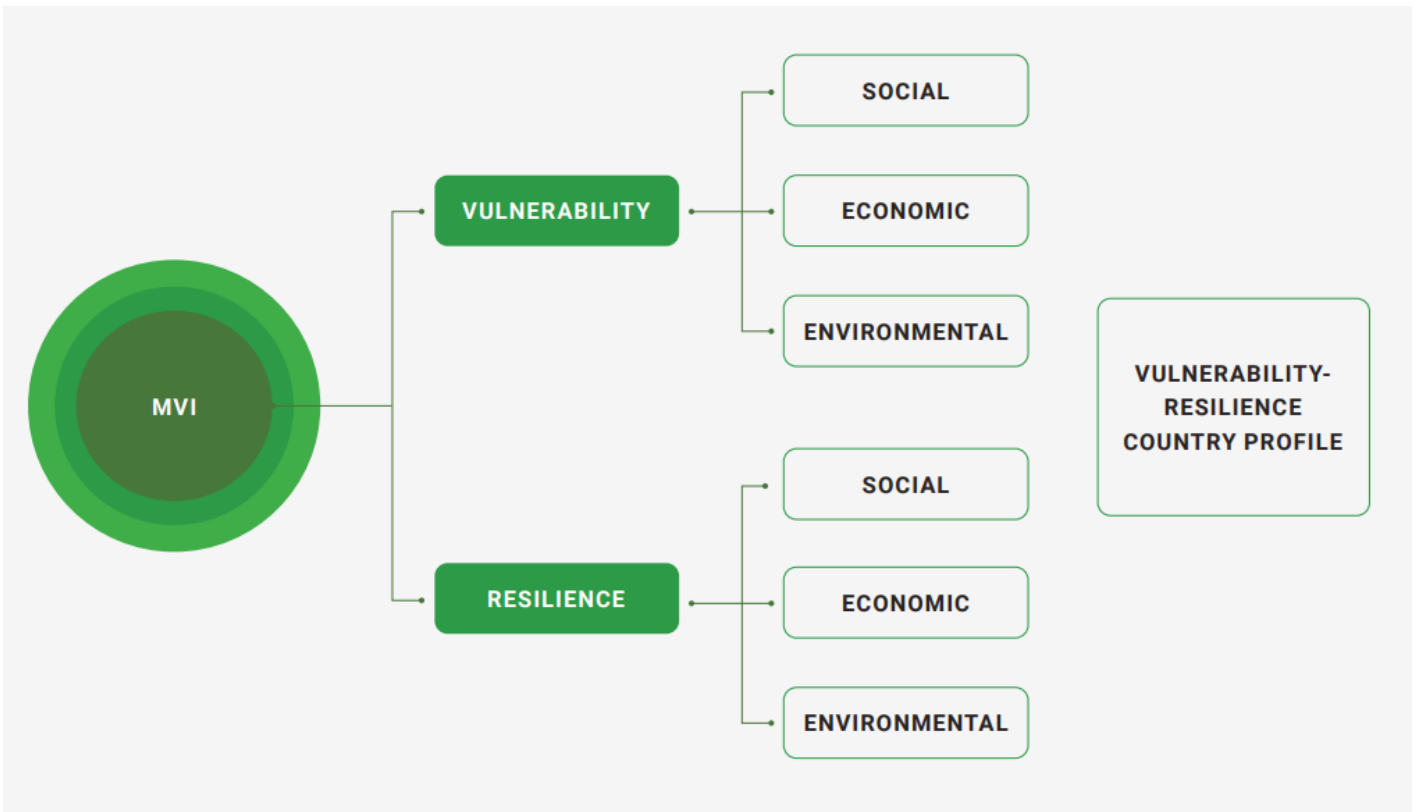 MVI
VULNERABILITY
SOCIAL
ECONOMIC
ENVIRONMENTAL
RESILIENCE
SOCIAL
ECONOMIC
ENVIRONMENTAL
VULNERABILITY-
RESILIENCE
COUNTRY PROFILE